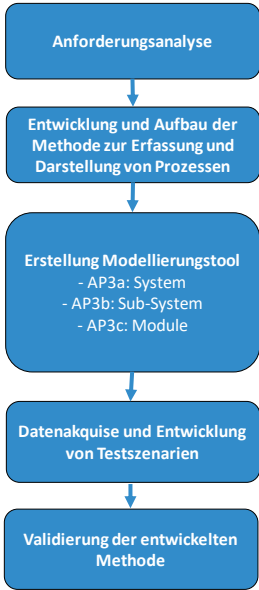 Anforderungsanalyse
Entwicklung und Aufbau der
Methode zur Erfassung und
Darstellung von Prozessen
Erstellung Modellierungstool
- AP3a: System
- AP3b: Sub-System
- AP3c: Module
Datenakquise und Entwicklung
von Testszenarien
Validierung der entwickelten
Methode